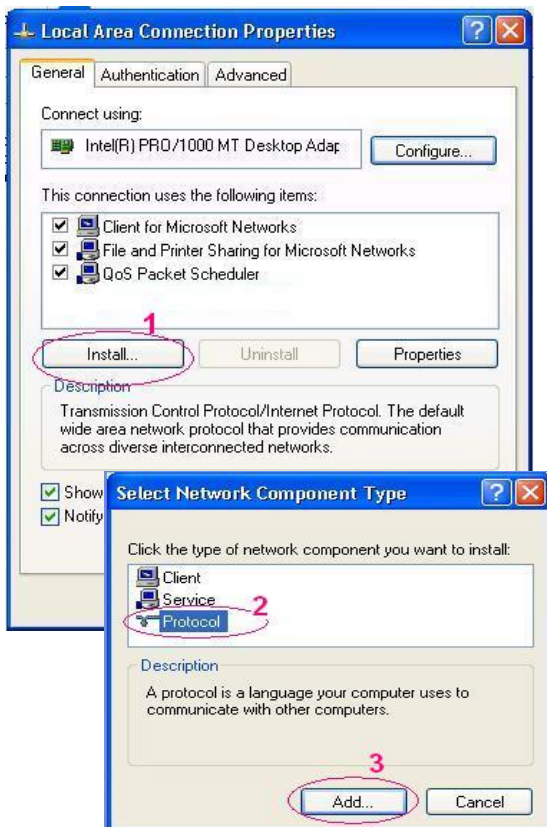 Local Area Connection Properties
General Authentication Advanced
Connect using:
Intel(R) PRO/1000 MT Desktop Adap
Configure...
This connection uses the following items:
Client for Microsoft Networks
File and Printer Sharing for Microsoft Networks
QoS Packet Scheduler
1
Install... Uninstall Properties
Description
Transmission Control Protocol/Internet Protocol. The default
wide area network protocol that provides communication
across diverse interconnected networks.
Show
Notify
Select Network Component Type
Click the type of network component you want to install:
Client
Service
2
Protocol
Description
A protocol is a language your computer uses to
communicate with other computers.
3
Add... Cancel